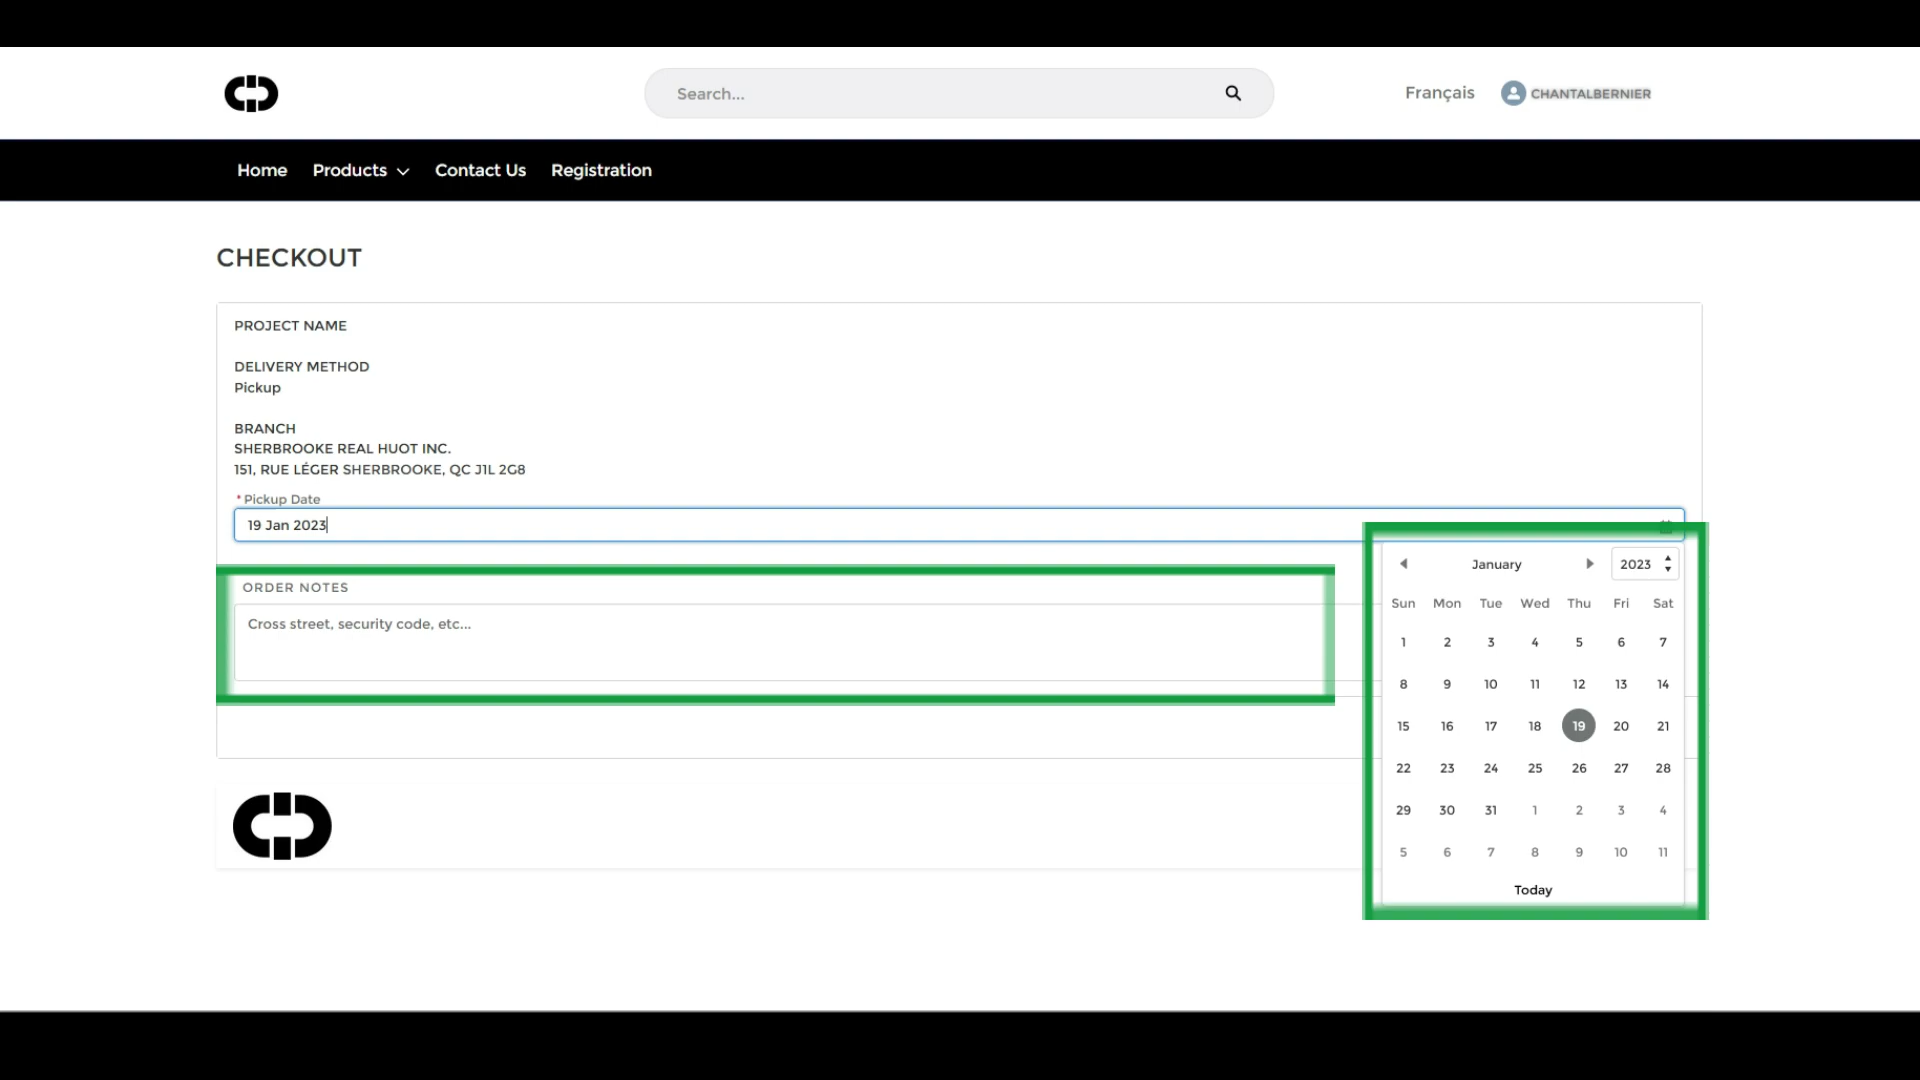 Search...
Français
CHANTALBERNIER
Home Products Contact Us Registration
CHECKOUT
PROJECT NAME
DELIVERY METHOD
Pickup
BRANCH
SHERBROOKE REAL HUOT INC.
151, RUE LÉGER SHERBROOKE, QC J1L 2G8
* Pickup Date
19 Jan 2023
ORDER NOTES
Cross street, security code, etc...
January 2023
Sun Mon Tue Wed Thu Fri Sat
1 2 3 4 5 6 7
8 9 10 11 12 13 14
15 16 17 18 19 20 21
22 23 24 25 26 27 28
29 30 31 1 2 3 4
5 6 7 8 9 10 11
Today